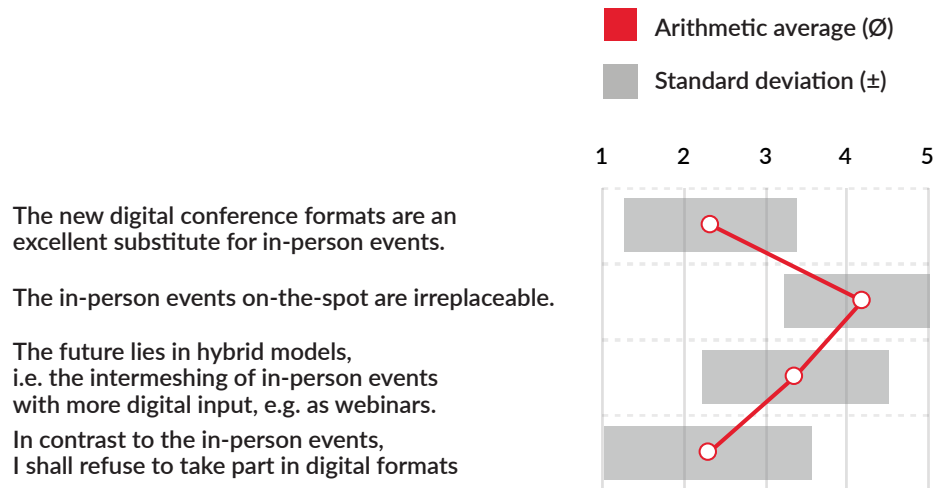 Arithmetic average (Ø)
Standard deviation (±)
1 2 3 4 5
The new digital conference formats are an
excellent substitute for in-person events.
The in-person events on-the-spot are irreplaceable.
The future lies in hybrid models,
i.e. the intermeshing of in-person events
with more digital input, e.g. as webinars.
In contrast to the in-person events,
I shall refuse to take part in digital formats